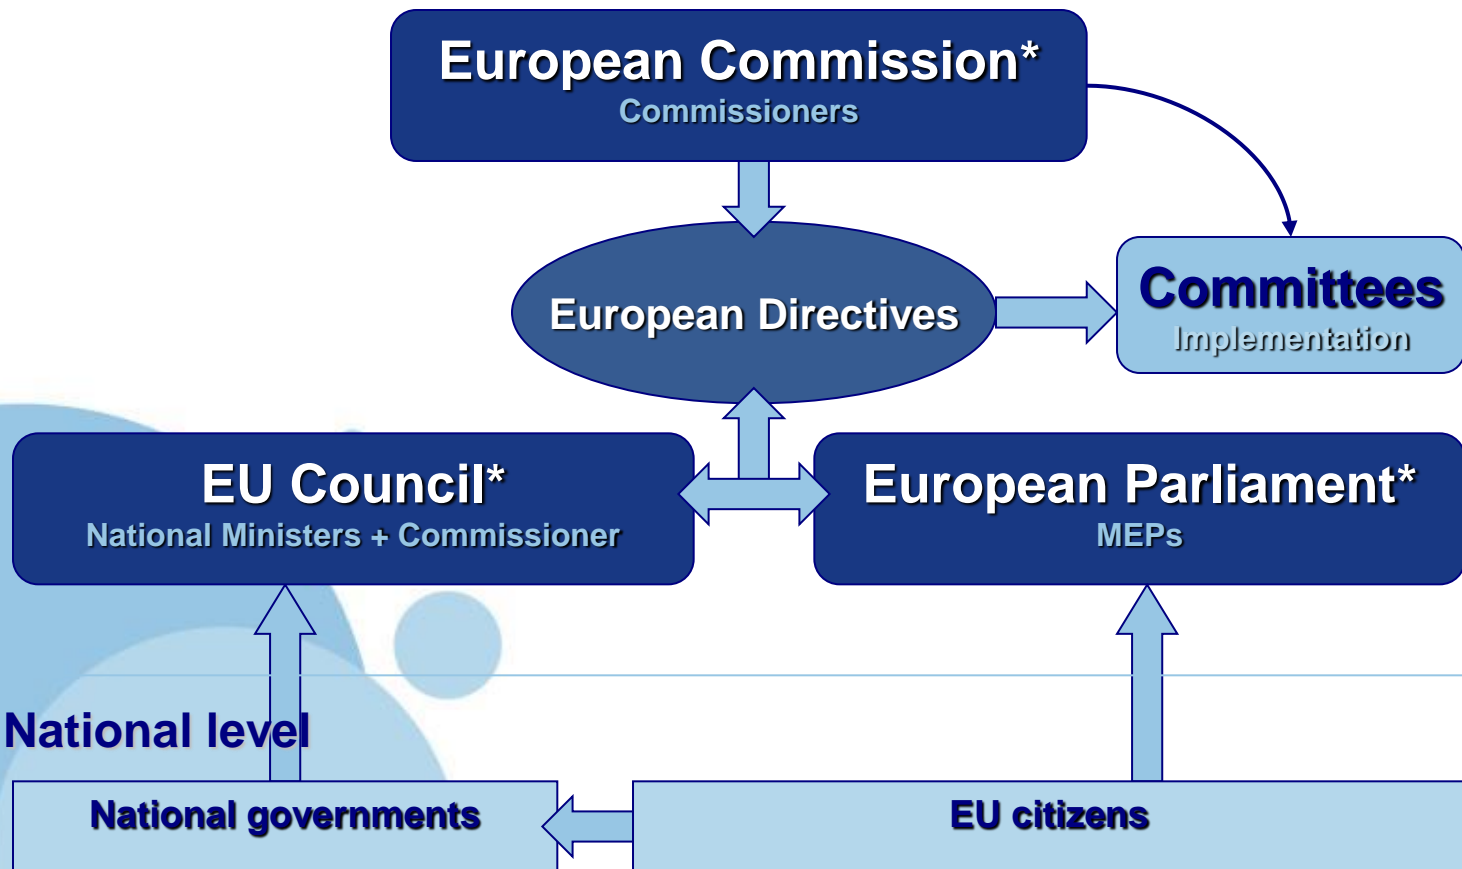 European Commission*
Commissioners
European Directives
Committees
Implementation
EU Council*
National Ministers + Commissioner
European Parliament*
MEPs
National level
National governments
EU citizens